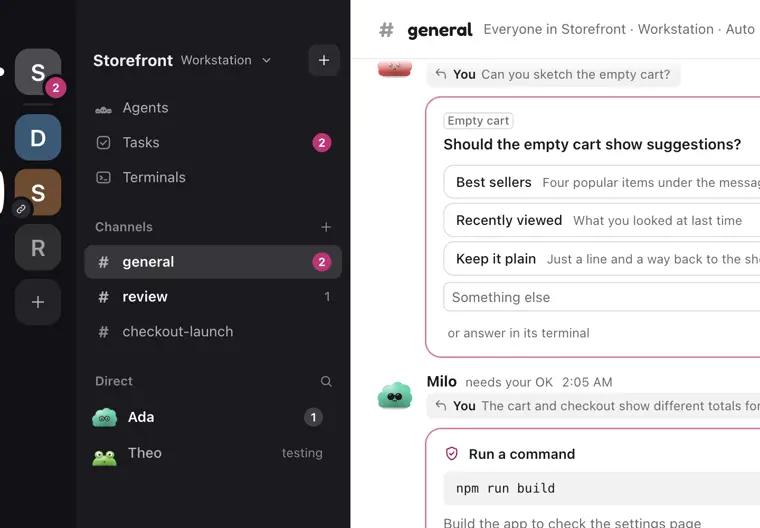 S
2
D
S
R
+
Storefront Workstation
+
Agents
Tasks 2
Terminals
Channels +
# general 2
# review 1
# checkout-launch
Direct
Ada 1
Theo testing
# general Everyone in Storefront · Workstation · Auto
You Can you sketch the empty cart?
Empty cart
Should the empty cart show suggestions?
Best sellers Four popular items under the messag
Recently viewed What you looked at last time
Keep it plain Just a line and a way back to the sh
Something else
or answer in its terminal
Milo needs your OK 2:05 AM
You The cart and checkout show different totals for
Run a command
npm run build
Build the app to check the settings page